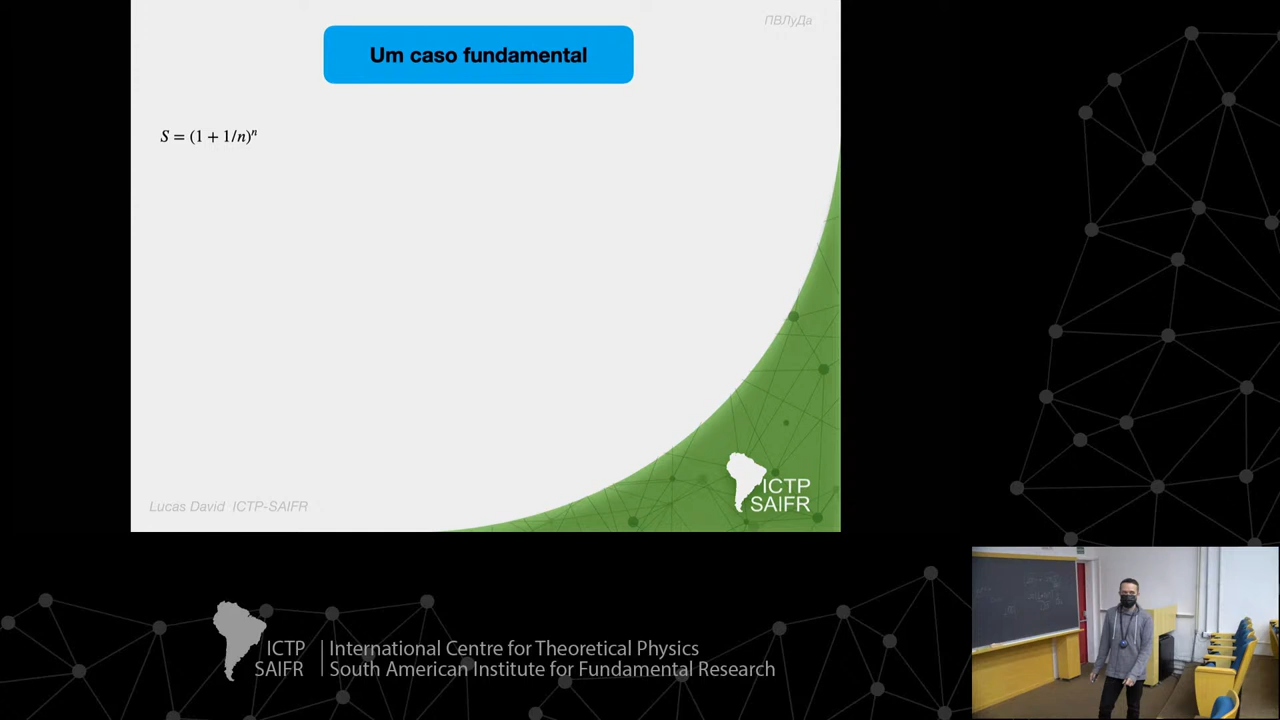 ПВЛуДа
Um caso fundamental
S = (1 + 1/n)ⁿ
Lucas David ICTP-SAIFR
ICTP
SAIFR
ICTP
SAIFR
International Centre for Theoretical Physics
South American Institute for Fundamental Research